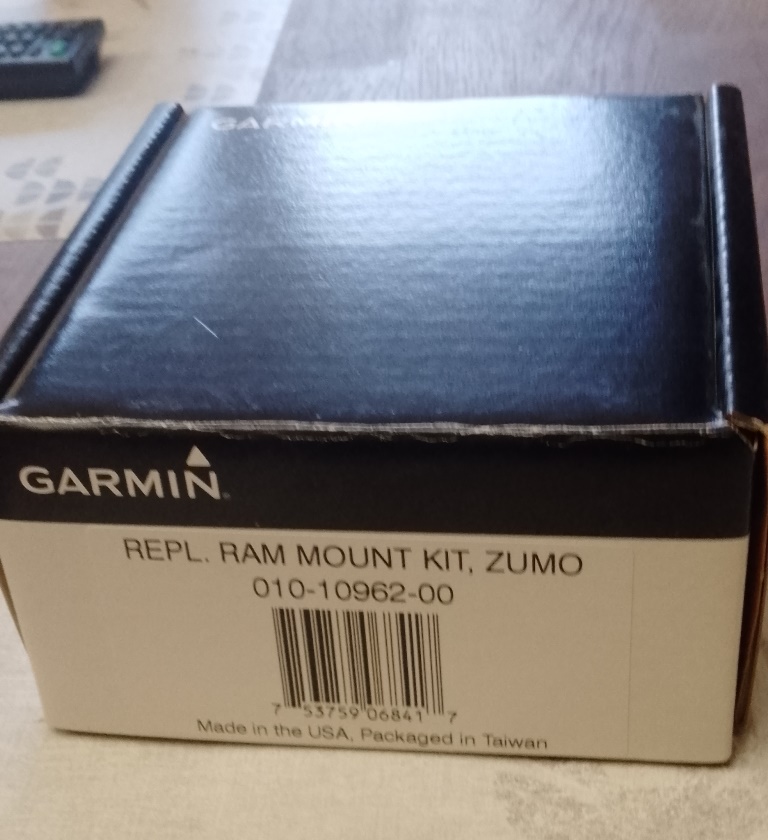 GARMIN
GARMIN
REPL. RAM MOUNT KIT, ZUMO
010-10962-00
7 53759 06841 7
Made in the USA, Packaged in Taiwan